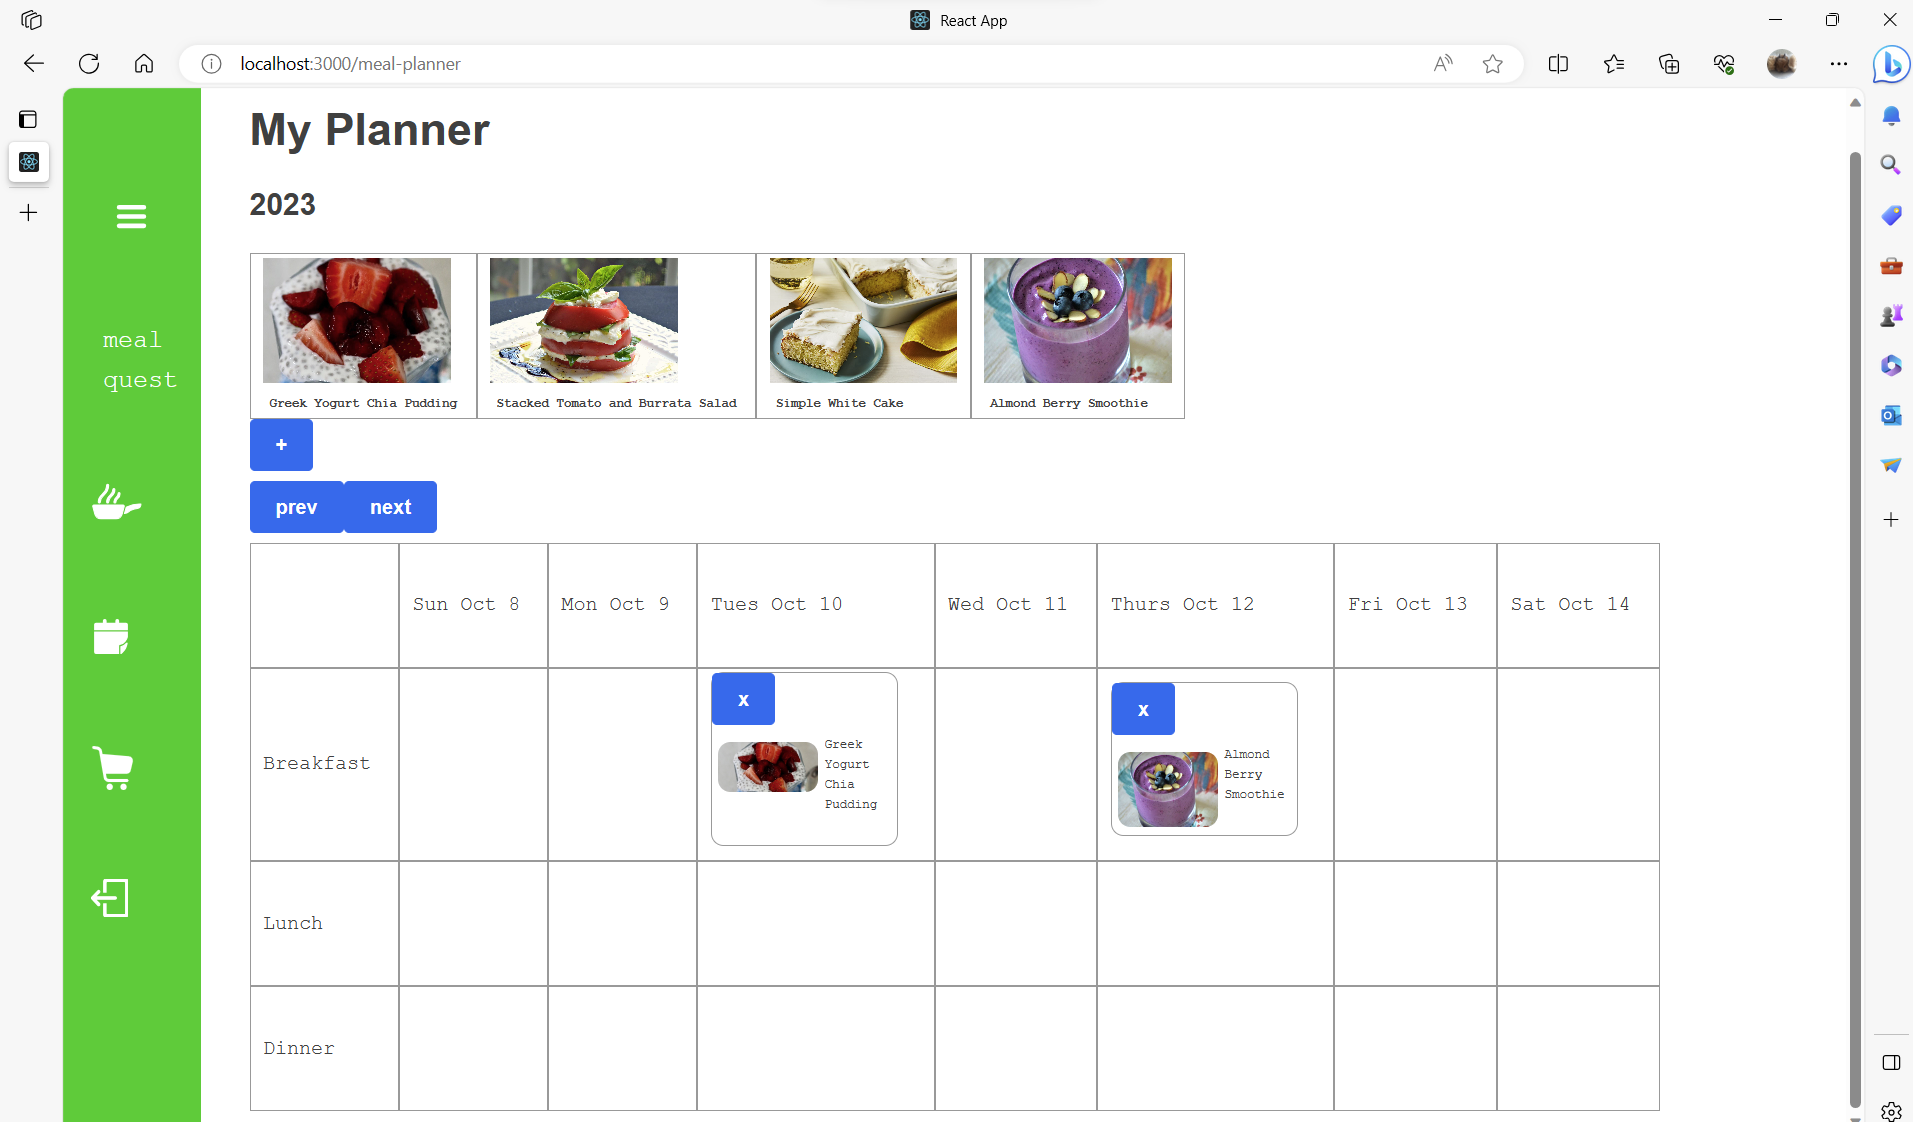 React App
localhost:3000/meal-planner
meal
quest
My Planner
2023
Greek Yogurt Chia Pudding
Stacked Tomato and Burrata Salad
Simple White Cake
Almond Berry Smoothie
+
prev
next
Sun Oct 8
Mon Oct 9
Tues Oct 10
Wed Oct 11
Thurs Oct 12
Fri Oct 13
Sat Oct 14
Breakfast
x
Greek
Yogurt
Chia
Pudding
x
Almond
Berry
Smoothie
Lunch
Dinner